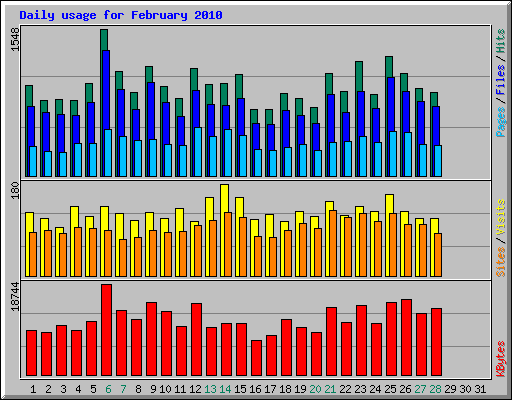 Daily usage for February 2010
1548
Pages / Files / Hits
180
Sites / Visits
18744
KBytes
1 2 3 4 5 6 7 8 9 10 11 12 13 14 15 16 17 18 19 20 21 22 23 24 25 26 27 28 29 30 31